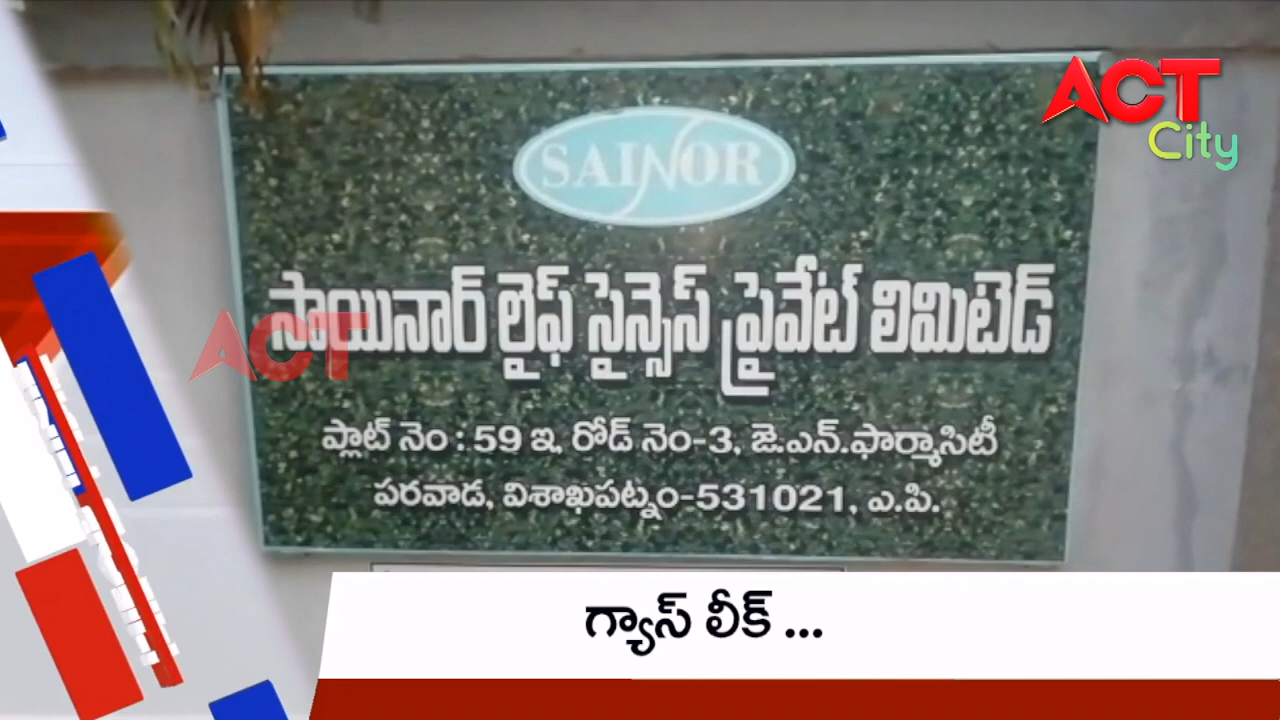 ACT
City
SAINOR
సాయినార్ లైఫ్ సైన్సెస్ ప్రైవేట్ లిమిటెడ్
ACT
ప్లాట్ నెం : 59 ఇ, రోడ్ నెం-3, జె.ఎన్.ఫార్మాసిటీ
పరవాడ, విశాఖపట్నం-531021, ఎ.పి.
గ్యాస్ లీక్ ...